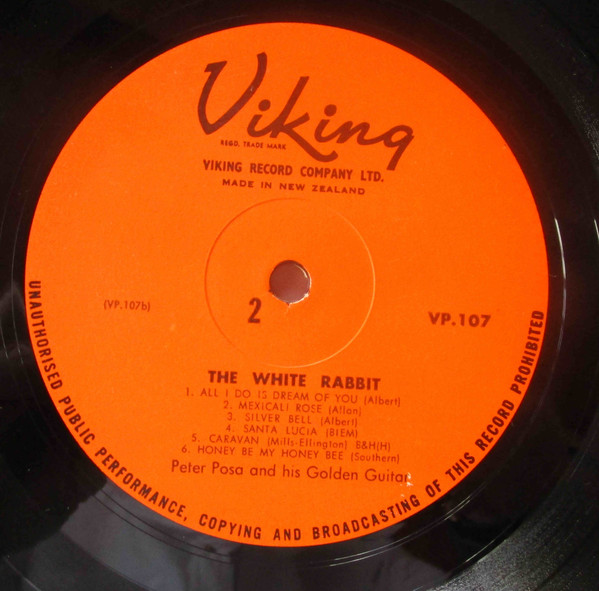 Viking
REGD. TRADE MARK
VIKING RECORD COMPANY LTD.
MADE IN NEW ZEALAND
(VP.107b)
2
VP.107
THE WHITE RABBIT
1. ALL I DO IS DREAM OF YOU (Albert)
2. MEXICALI ROSE (Allan)
3. SILVER BELL (Albert)
4. SANTA LUCIA (BIEM)
5. CARAVAN (Mills-Ellington) B&H(H)
6. HONEY BE MY HONEY BEE (Southern)
Peter Posa and his Golden Guitar
UNAUTHORISED PUBLIC PERFORMANCE, COPYING AND BROADCASTING OF THIS RECORD PROHIBITED